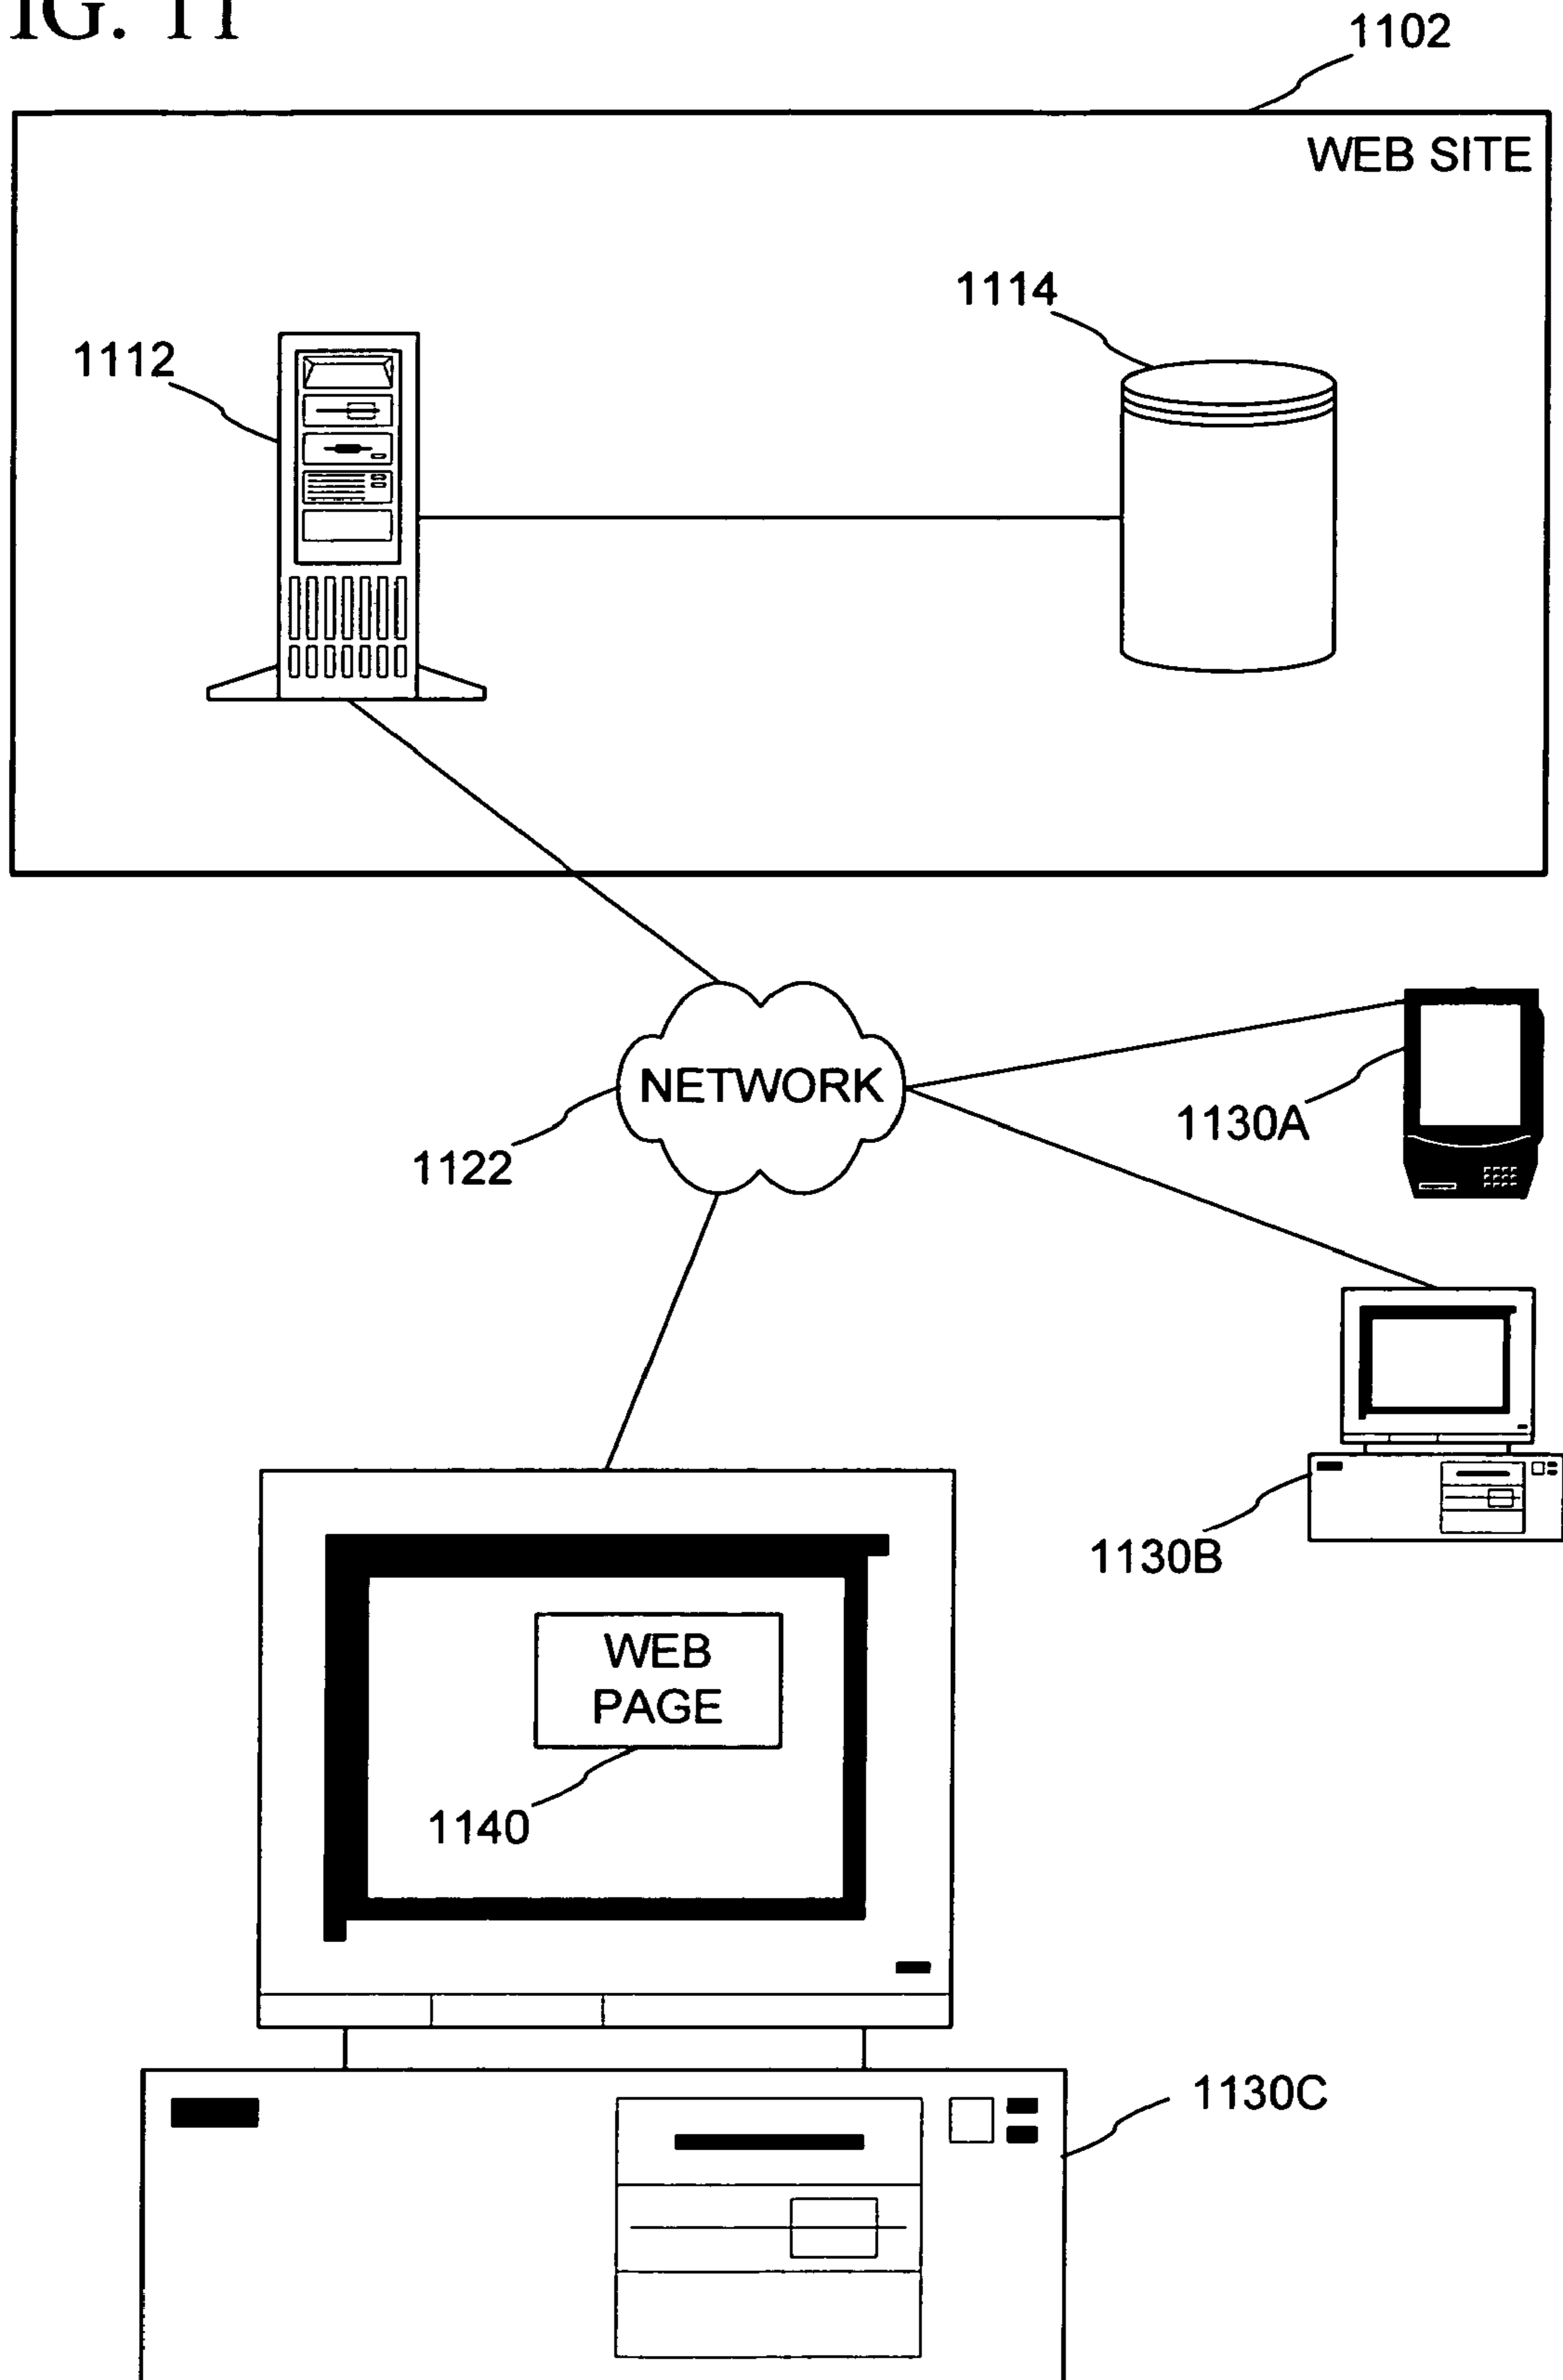 IG. 11
1102
WEB SITE
1114
1112
NETWORK
1130A
1122
1130B
WEB
PAGE
1140
1130C